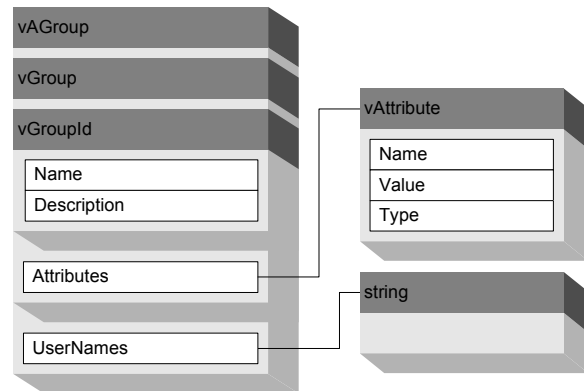 vAGroup
vGroup
vGroupId
Name
Description
Attributes
UserNames
vAttribute
Name
Value
Type
string